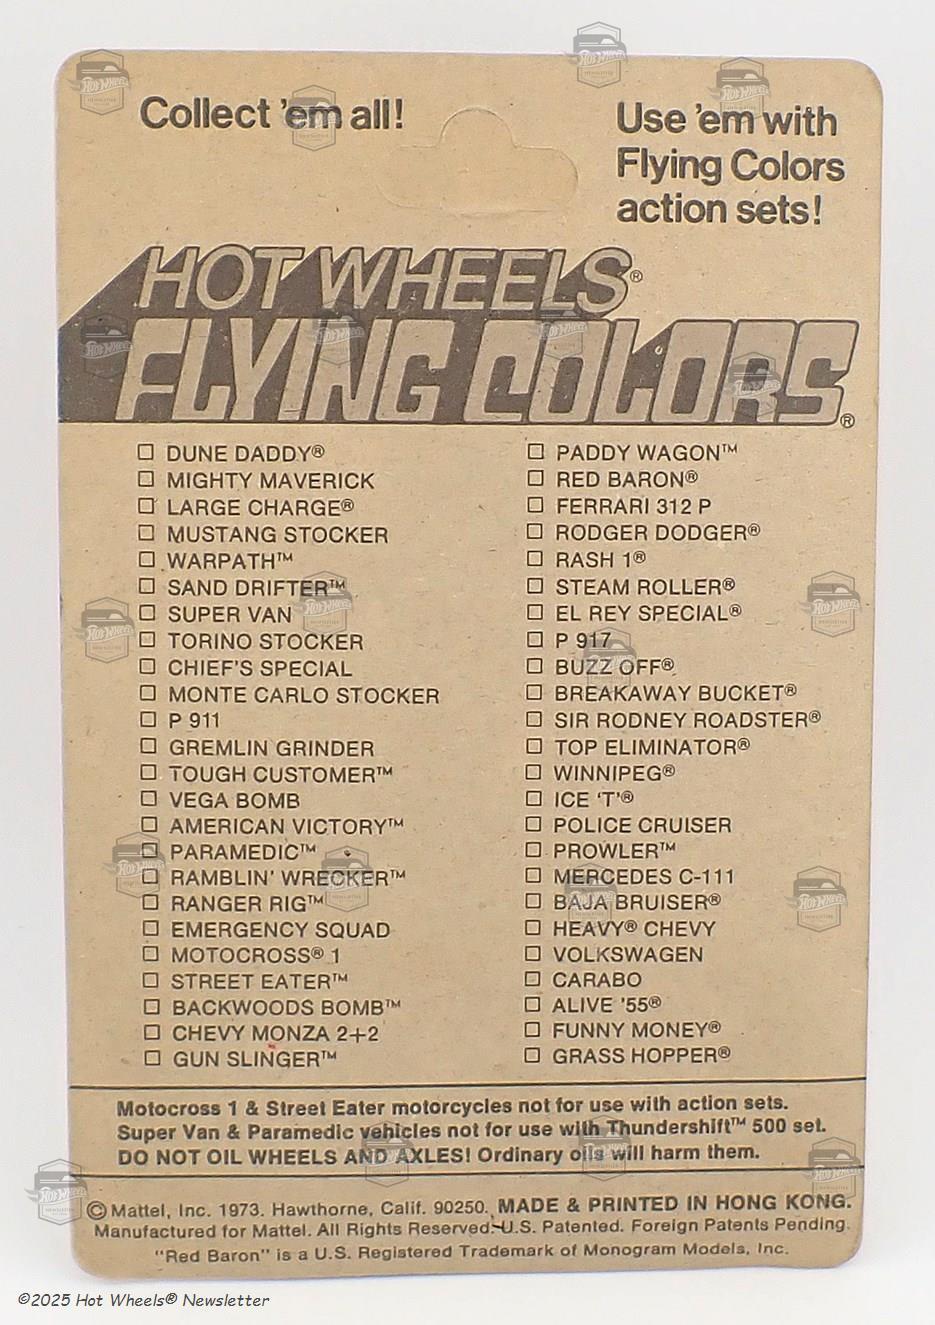 Collect 'em all!
Use 'em with
Flying Colors
action sets!
HOT WHEELS®
FLYING COLORS®
☐ DUNE DADDY®
☐ MIGHTY MAVERICK
☐ LARGE CHARGE®
☐ MUSTANG STOCKER
☐ WARPATH™
☐ SAND DRIFTER™
☐ SUPER VAN
☐ TORINO STOCKER
☐ CHIEF'S SPECIAL
☐ MONTE CARLO STOCKER
☐ P 911
☐ GREMLIN GRINDER
☐ TOUGH CUSTOMER™
☐ VEGA BOMB
☐ AMERICAN VICTORY™
☐ PARAMEDIC™
☐ RAMBLIN' WRECKER™
☐ RANGER RIG™
☐ EMERGENCY SQUAD
☐ MOTOCROSS® 1
☐ STREET EATER™
☐ BACKWOODS BOMB™
☐ CHEVY MONZA 2+2
☐ GUN SLINGER™
☐ PADDY WAGON™
☐ RED BARON®
☐ FERRARI 312 P
☐ RODGER DODGER®
☐ RASH 1®
☐ STEAM ROLLER®
☐ EL REY SPECIAL®
☐ P 917
☐ BUZZ OFF®
☐ BREAKAWAY BUCKET®
☐ SIR RODNEY ROADSTER®
☐ TOP ELIMINATOR®
☐ WINNIPEG®
☐ ICE 'T'®
☐ POLICE CRUISER
☐ PROWLER™
☐ MERCEDES C-111
☐ BAJA BRUISER®
☐ HEAVY® CHEVY
☐ VOLKSWAGEN
☐ CARABO
☐ ALIVE '55®
☐ FUNNY MONEY®
☐ GRASS HOPPER®
Motocross 1 & Street Eater motorcycles not for use with action sets.
Super Van & Paramedic vehicles not for use with Thundershift™ 500 set.
DO NOT OIL WHEELS AND AXLES! Ordinary oils will harm them.
© Mattel, Inc. 1973. Hawthorne, Calif. 90250. MADE & PRINTED IN HONG KONG.
Manufactured for Mattel. All Rights Reserved. U.S. Patented. Foreign Patents Pending.
"Red Baron" is a U.S. Registered Trademark of Monogram Models, Inc.
©2025 Hot Wheels® Newsletter